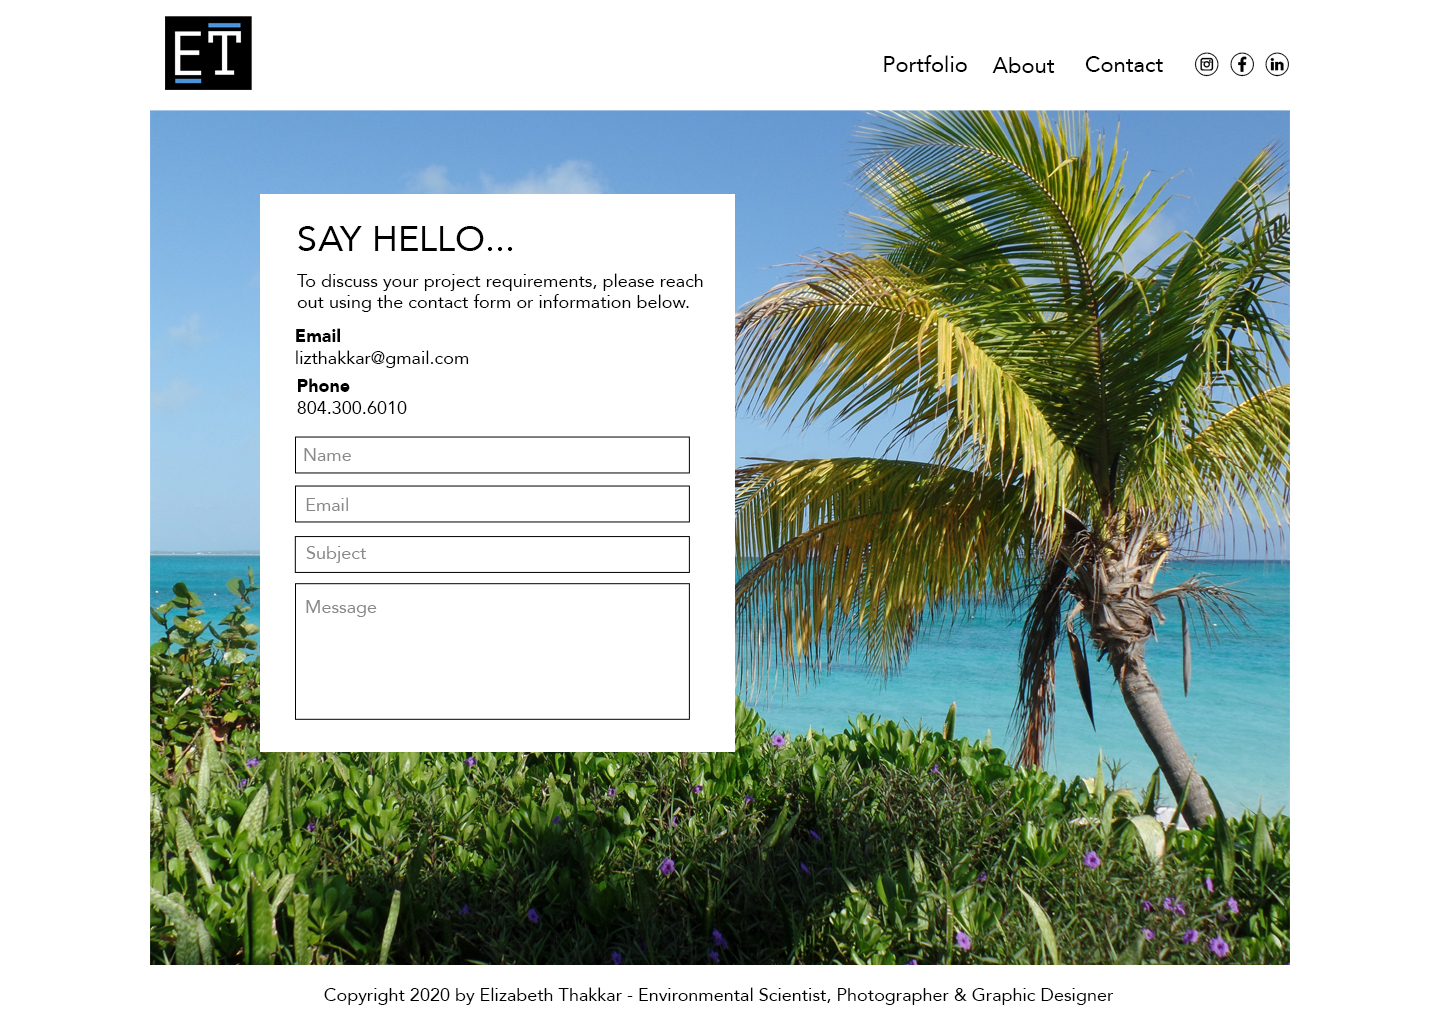 ET
Portfolio About Contact
SAY HELLO...
To discuss your project requirements, please reach
out using the contact form or information below.
Email
lizthakkar@gmail.com
Phone
804.300.6010
Name
Email
Subject
Message
Copyright 2020 by Elizabeth Thakkar - Environmental Scientist, Photographer & Graphic Designer